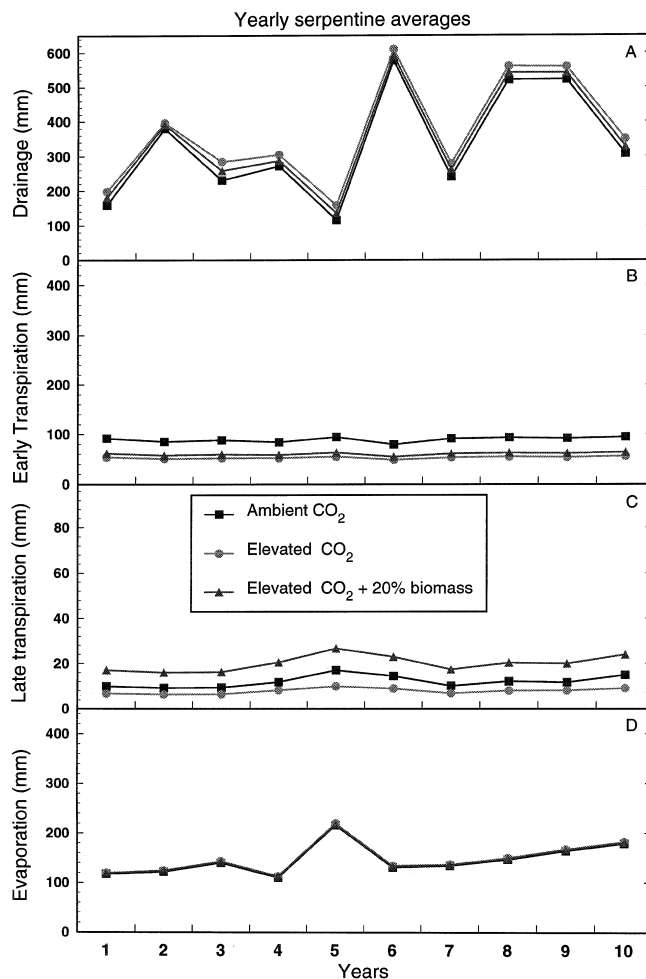 Yearly serpentine averages
A
Drainage (mm)
600
500
400
300
200
100
0
B
Early Transpiration (mm)
400
300
200
100
0
C
Late transpiration (mm)
80
60
40
20
0
Ambient CO2
Elevated CO2
Elevated CO2 + 20% biomass
D
Evaporation (mm)
400
300
200
100
0
1 2 3 4 5 6 7 8 9 10
Years